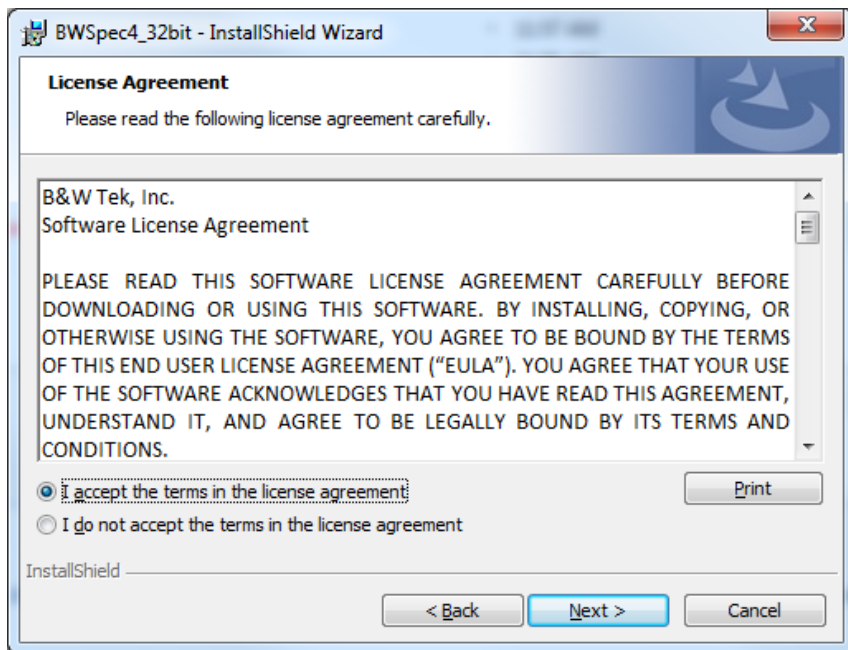 BWSpec4_32bit - InstallShield Wizard
License Agreement
Please read the following license agreement carefully.
B&W Tek, Inc.
Software License Agreement
PLEASE READ THIS SOFTWARE LICENSE AGREEMENT CAREFULLY BEFORE
DOWNLOADING OR USING THIS SOFTWARE. BY INSTALLING, COPYING, OR
OTHERWISE USING THE SOFTWARE, YOU AGREE TO BE BOUND BY THE TERMS
OF THIS END USER LICENSE AGREEMENT (“EULA”). YOU AGREE THAT YOUR USE
OF THE SOFTWARE ACKNOWLEDGES THAT YOU HAVE READ THIS AGREEMENT,
UNDERSTAND IT, AND AGREE TO BE LEGALLY BOUND BY ITS TERMS AND
CONDITIONS.
I accept the terms in the license agreement
Print
I do not accept the terms in the license agreement
InstallShield
< Back
Next >
Cancel